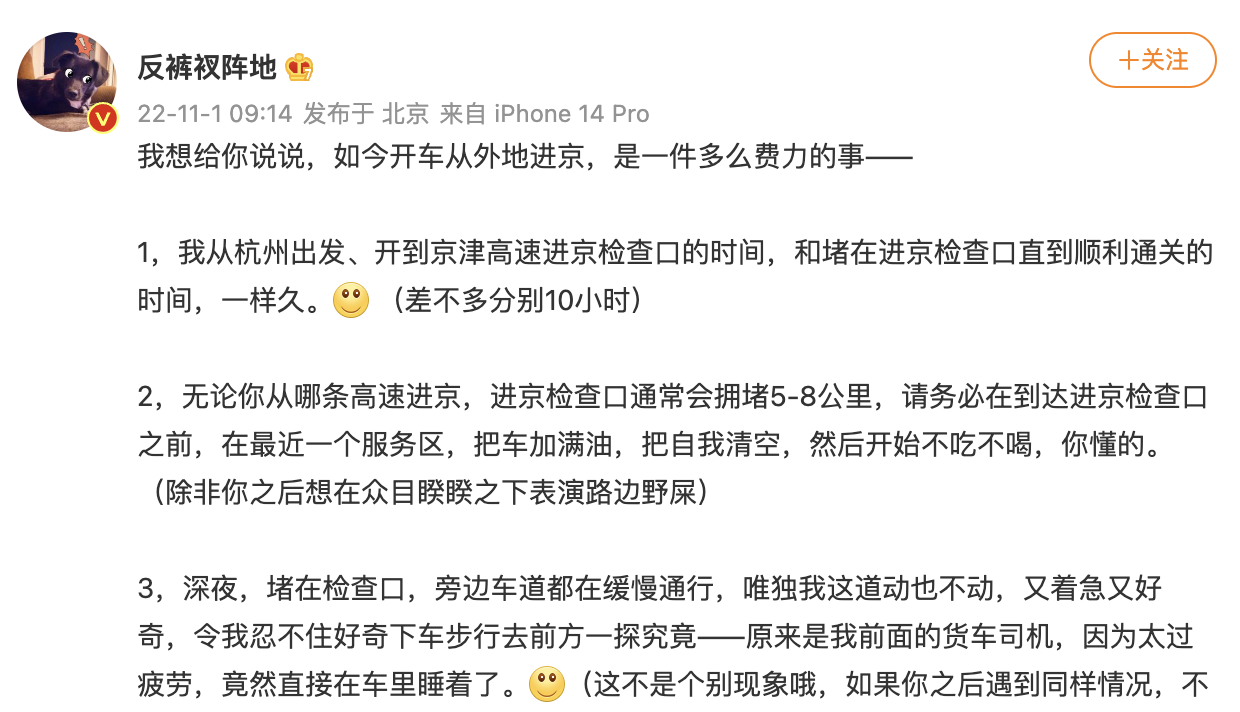 反裤衩阵地
+关注
22-11-1 09:14 发布于 北京 来自 iPhone 14 Pro
我想给你说说，如今开车从外地进京，是一件多么费力的事——
1，我从杭州出发、开到京津高速进京检查口的时间，和堵在进京检查口直到顺利通关的
时间，一样久。（差不多分别10小时）
2，无论你从哪条高速进京，进京检查口通常会拥堵5-8公里，请务必在到达进京检查口
之前，在最近一个服务区，把车加满油，把自我清空，然后开始不吃不喝，你懂的。
（除非你之后想在众目睽睽之下表演路边野屎）
3，深夜，堵在检查口，旁边车道都在缓慢通行，唯独我这道动也不动，又着急又好
奇，令我忍不住好奇下车步行去前方一探究竟——原来是我前面的货车司机，因为太过
疲劳，竟然直接在车里睡着了。（这不是个别现象哦，如果你之后遇到同样情况，不